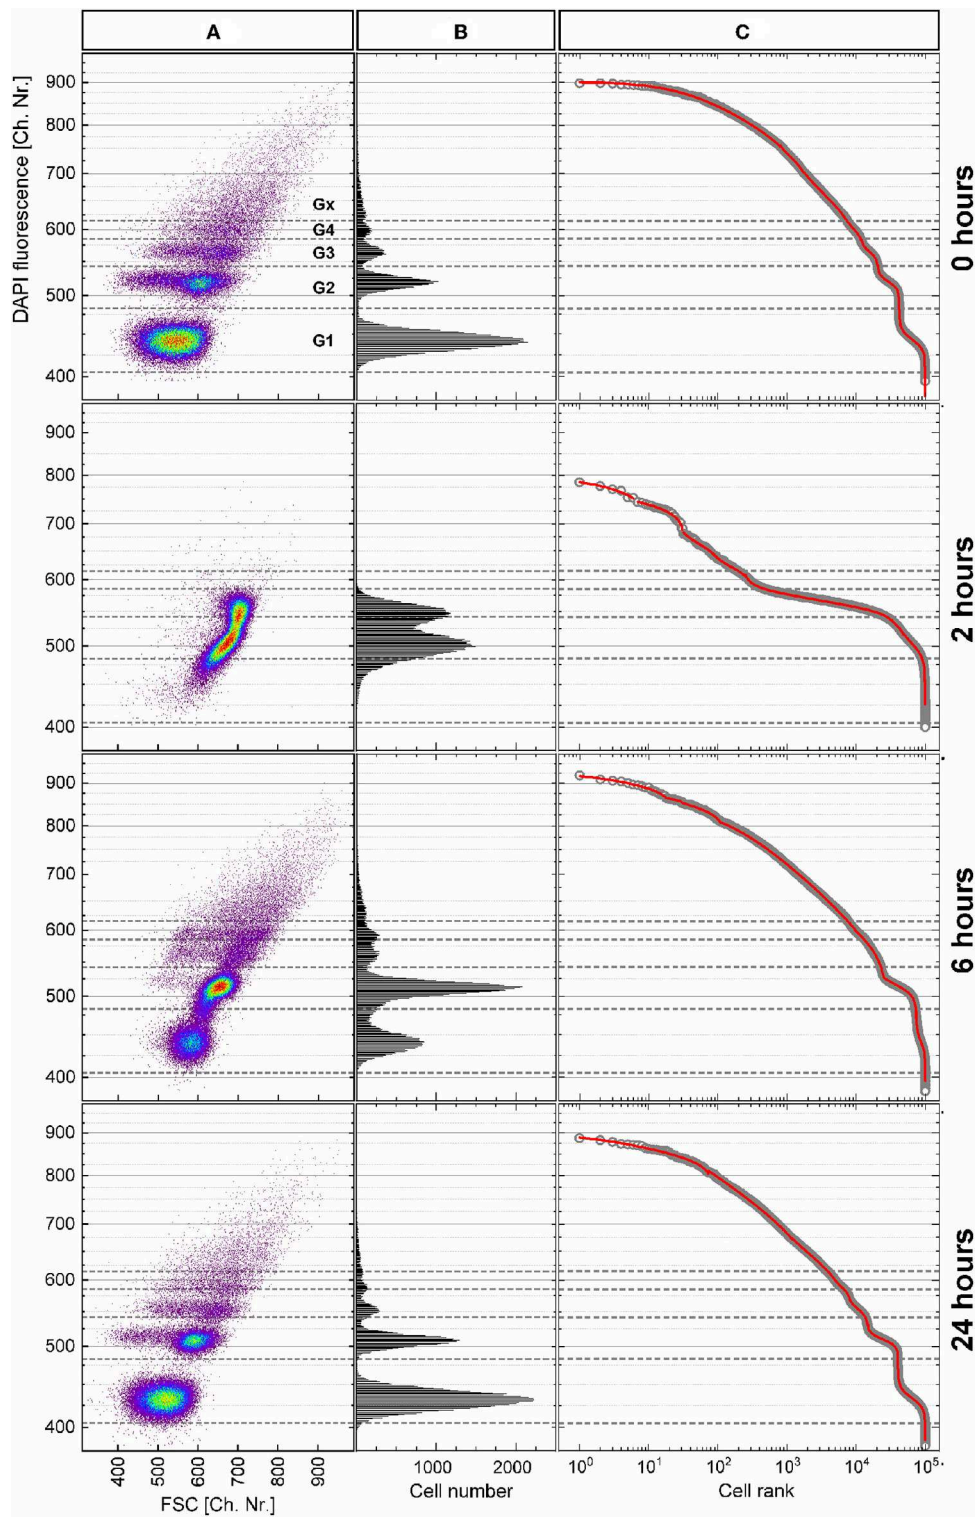 A B C
DAPI fluorescence [Ch. Nr.]
900
800
700
600
500
400
Gx
G4
G3
G2
G1
0 hours
900
800
700
600
500
400
2 hours
900
800
700
600
500
400
6 hours
900
800
700
600
500
400
24 hours
400 500 600 700 800 900
1000 2000
10⁰ 10¹ 10² 10³ 10⁴ 10⁵
FSC [Ch. Nr.] Cell number Cell rank